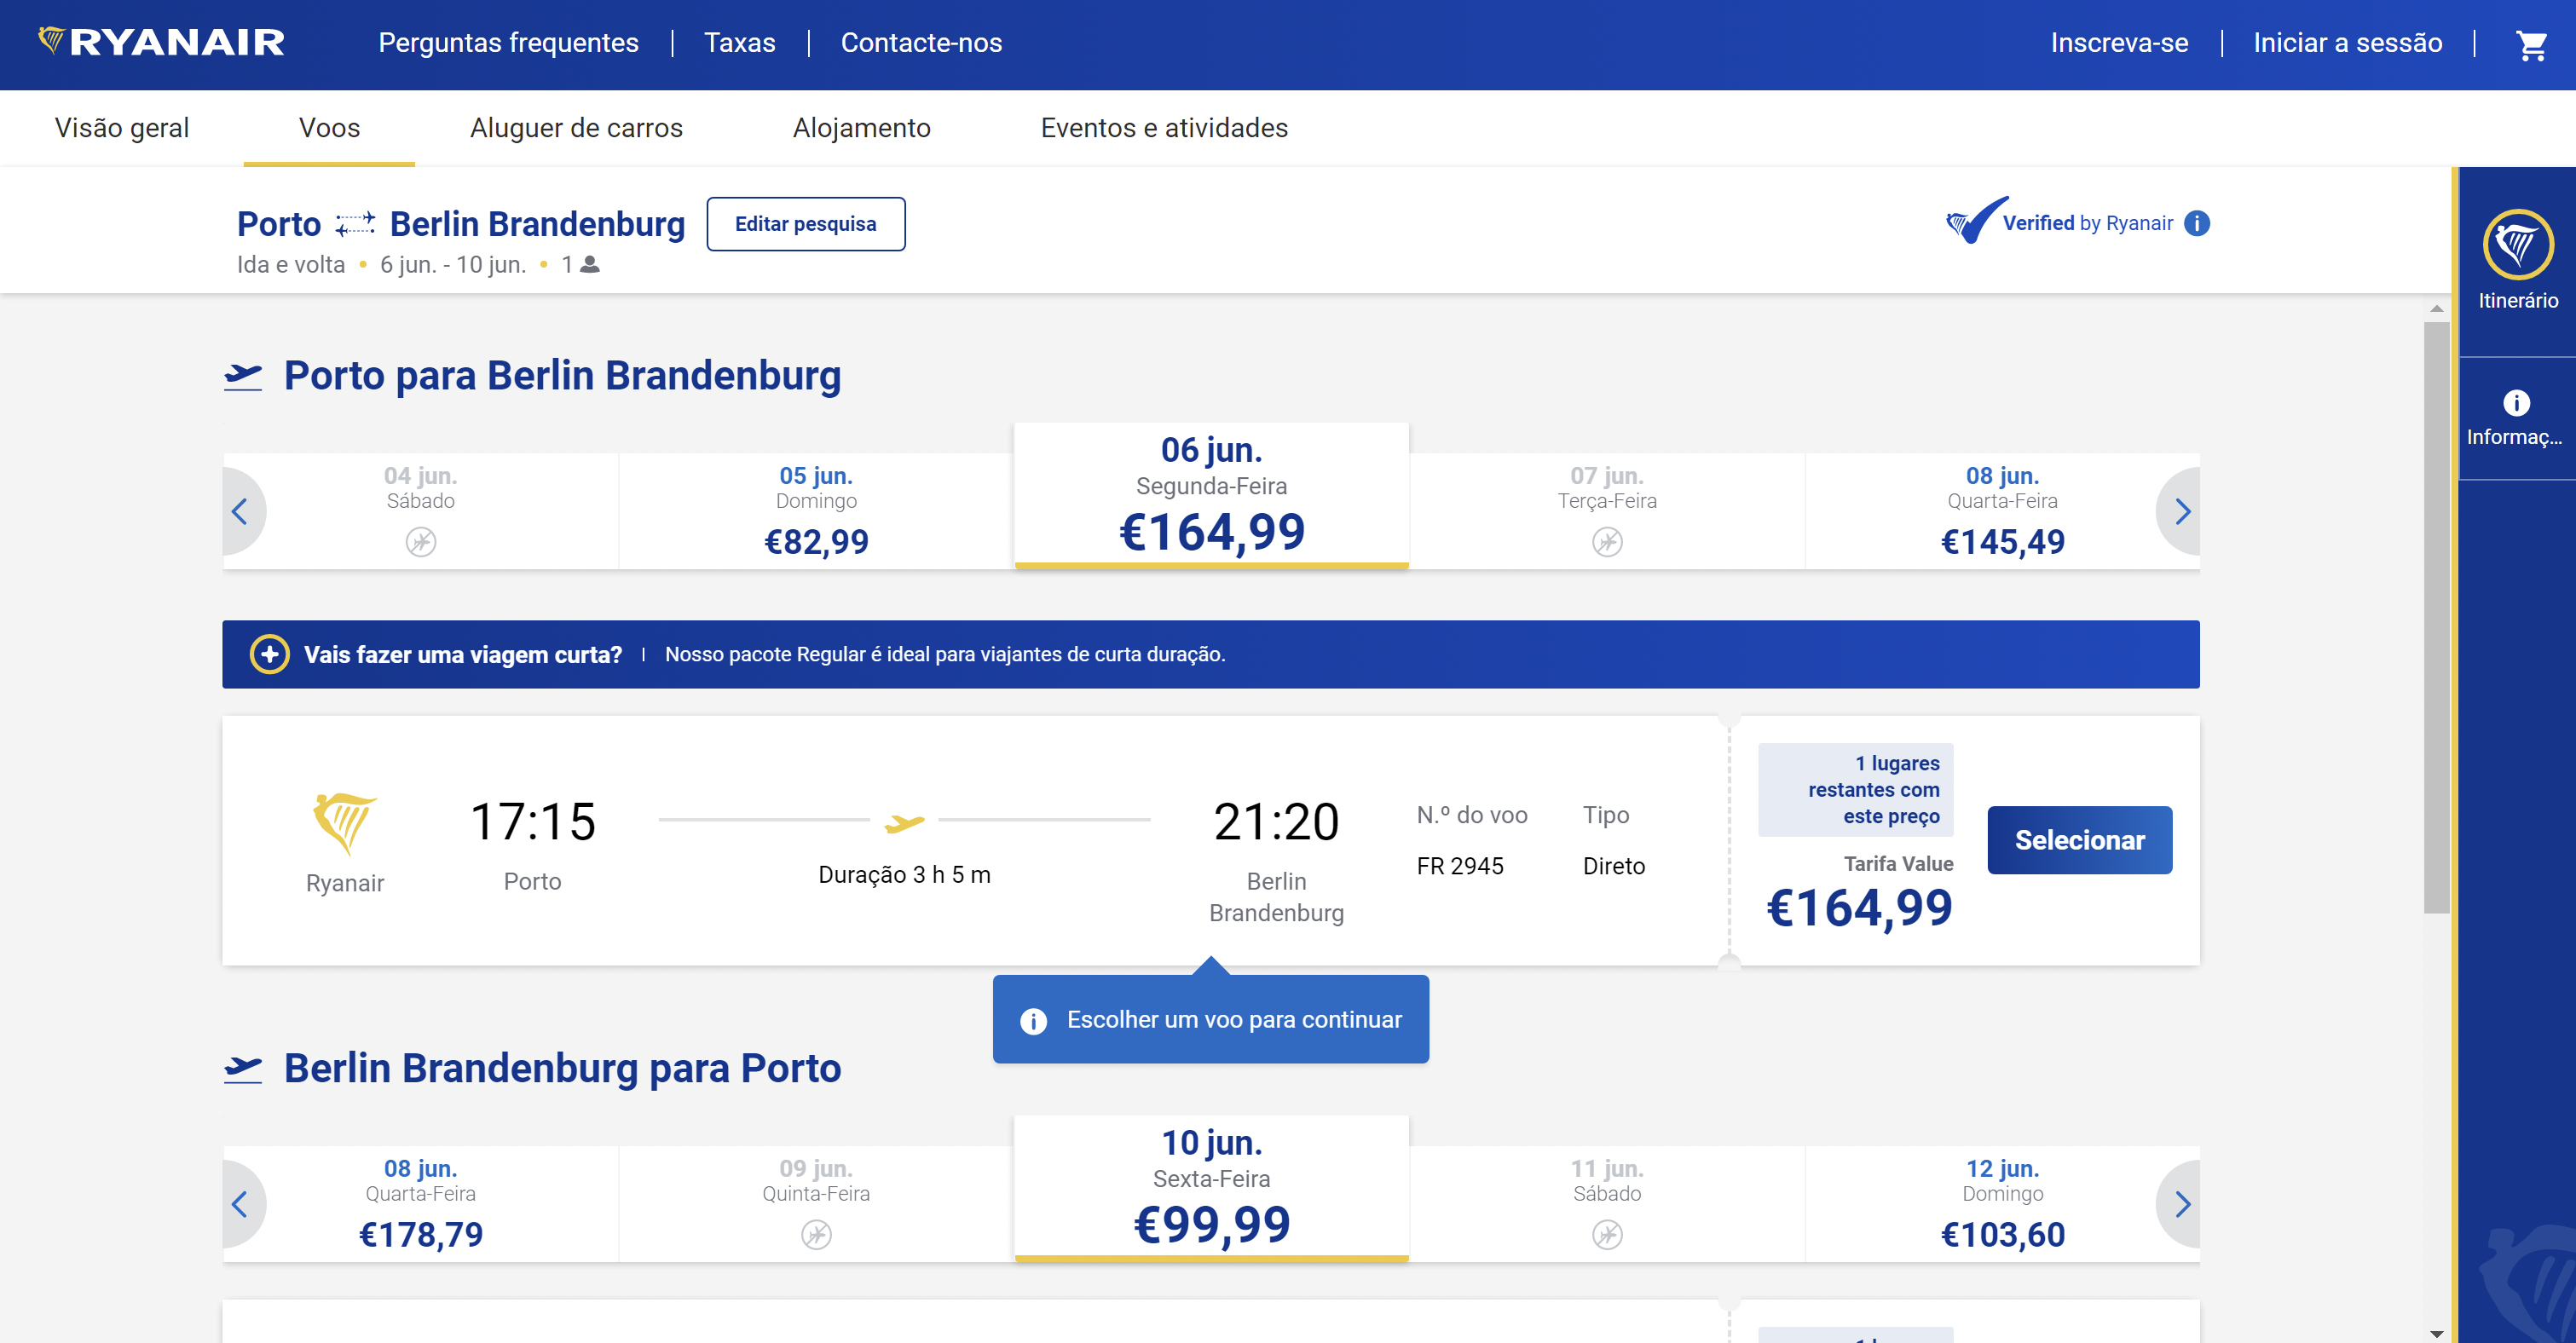 RYANAIR
Perguntas frequentes
Taxas
Contacte-nos
Inscreva-se
Iniciar a sessão
Visão geral
Voos
Aluguer de carros
Alojamento
Eventos e atividades
Porto Berlin Brandenburg
Editar pesquisa
Ida e volta • 6 jun. - 10 jun. • 1
Verified by Ryanair
Itinerário
Informaç...
Porto para Berlin Brandenburg
04 jun.
Sábado
05 jun.
Domingo
€82,99
06 jun.
Segunda-Feira
€164,99
07 jun.
Terça-Feira
08 jun.
Quarta-Feira
€145,49
Vais fazer uma viagem curta? | Nosso pacote Regular é ideal para viajantes de curta duração.
Ryanair
17:15
Porto
Duração 3 h 5 m
21:20
Berlin
Brandenburg
N.º do voo
FR 2945
Tipo
Direto
1 lugares
restantes com
este preço
Tarifa Value
€164,99
Selecionar
Escolher um voo para continuar
Berlin Brandenburg para Porto
08 jun.
Quarta-Feira
€178,79
09 jun.
Quinta-Feira
10 jun.
Sexta-Feira
€99,99
11 jun.
Sábado
12 jun.
Domingo
€103,60